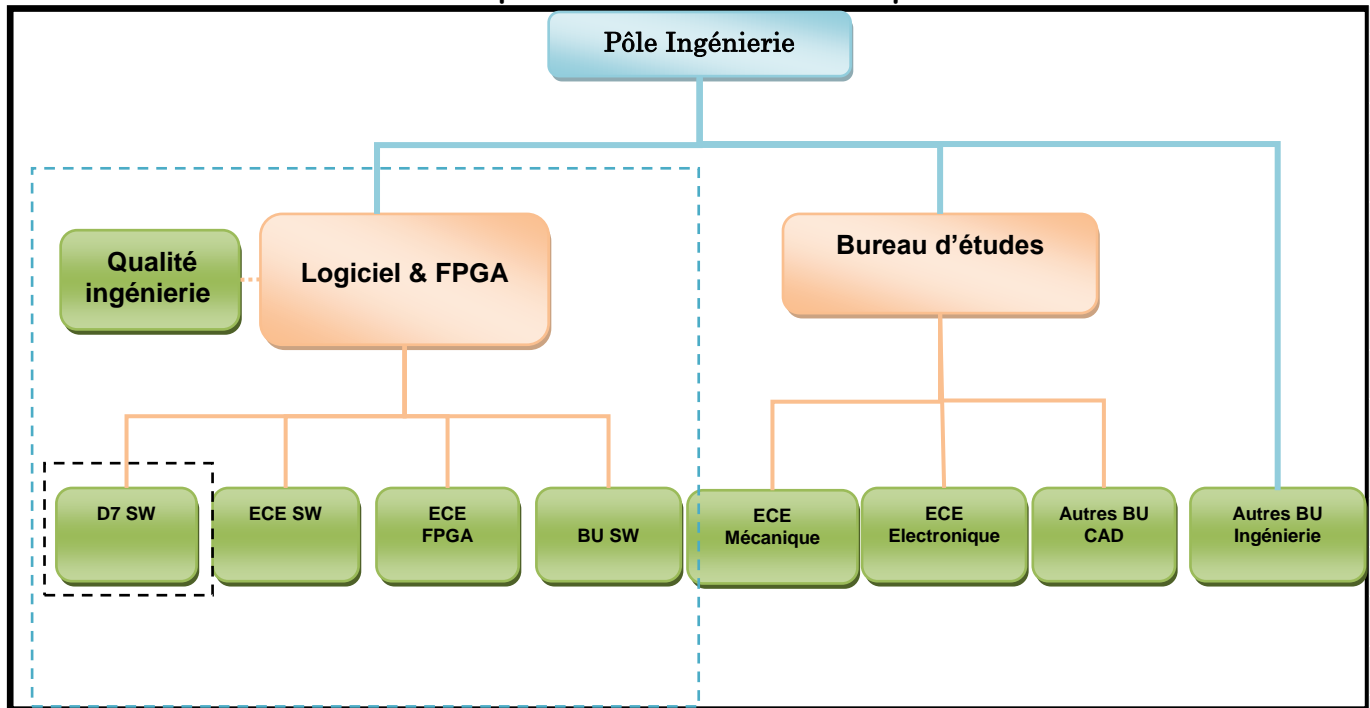 Pôle Ingénierie
Qualité
ingénierie
Logiciel & FPGA
Bureau d’études
D7 SW
ECE SW
ECE
FPGA
BU SW
ECE
Mécanique
ECE
Electronique
Autres BU
CAD
Autres BU
Ingénierie